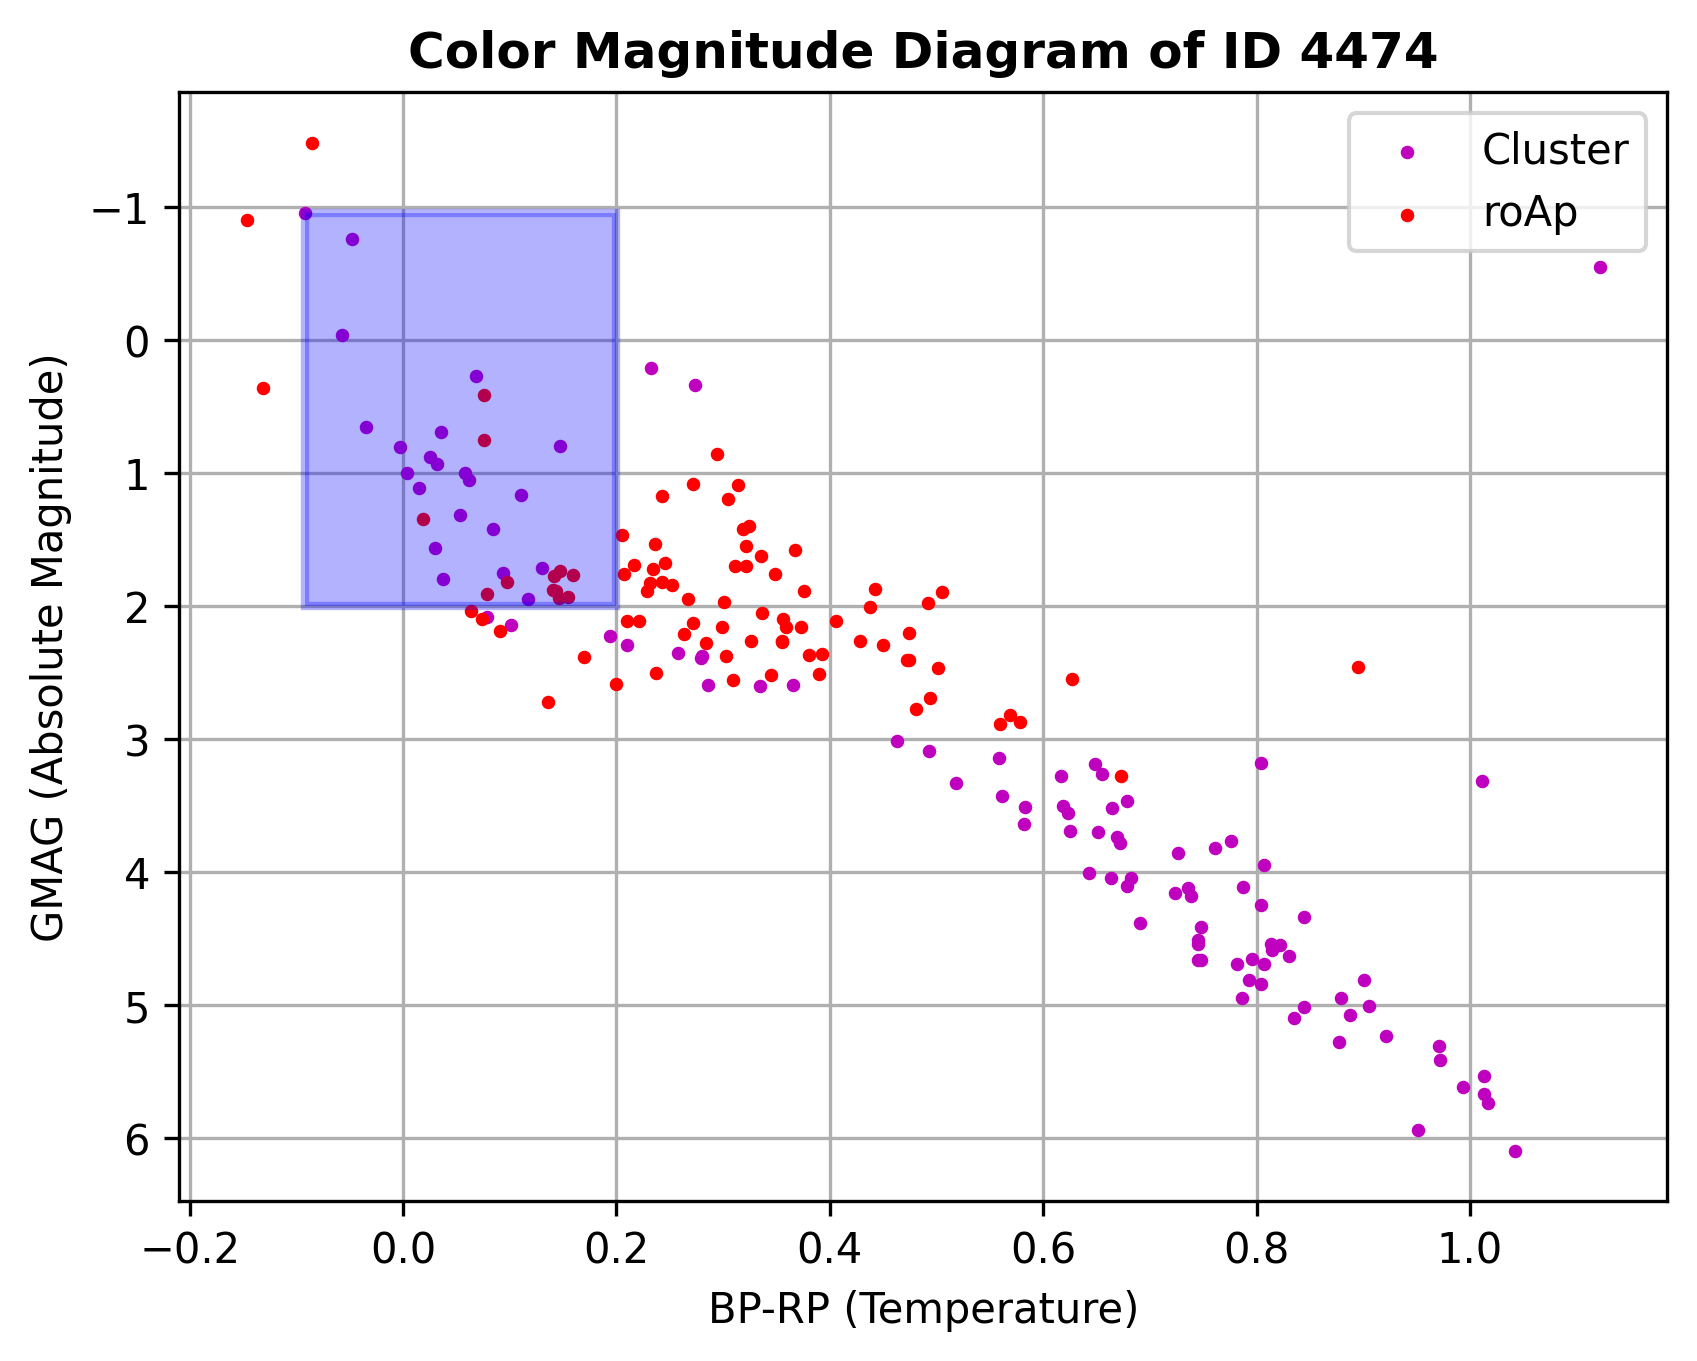 Color Magnitude Diagram of ID 4474
Cluster
roAp
GMAG (Absolute Magnitude)
−1
0
1
2
3
4
5
6
−0.2 0.0 0.2 0.4 0.6 0.8 1.0
BP-RP (Temperature)